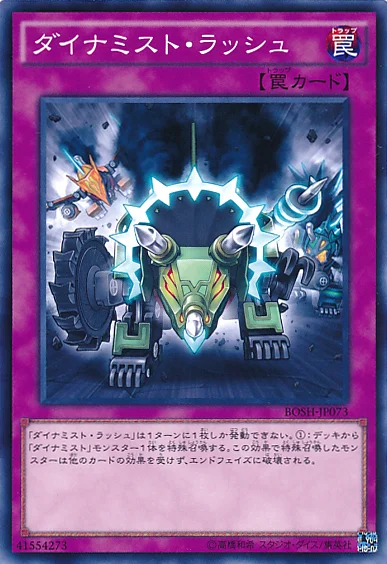 ダイナミスト・ラッシュ
トラップ
罠
【罠カード】
BOSH-JP073
「ダイナミスト・ラッシュ」は1ターンに1枚しか発動できない。①：デッキから
「ダイナミスト」モンスター1体を特殊召喚する。この効果で特殊召喚したモン
スターは他のカードの効果を受けず、エンドフェイズに破壊される。
41554273
©高橋和希 スタジオ・ダイス/集英社